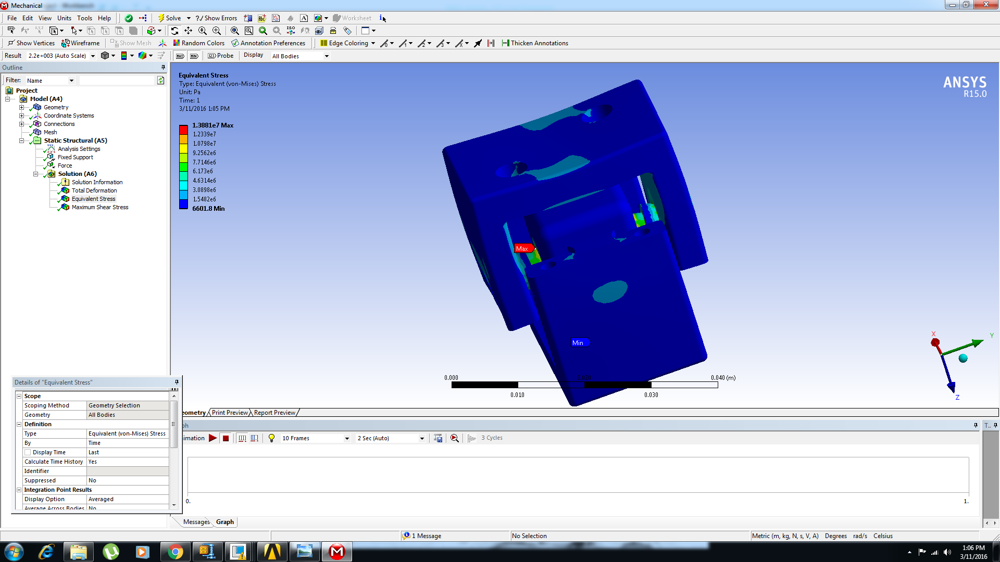 Mechanical
File Edit View Units Tools Help Solve ?/ Show Errors Worksheet
Show Vertices Wireframe Show Mesh Random Colors Annotation Preferences Edge Coloring Thicken Annotations
Result 2.2e+003 (Auto Scale) MAX MIN Probe Display All Bodies
Outline
Filter: Name
Project
Model (A4)
Geometry
Coordinate Systems
Connections
Mesh
Static Structural (A5)
Analysis Settings
Fixed Support
Force
Solution (A6)
Solution Information
Total Deformation
Equivalent Stress
Maximum Shear Stress
Equivalent Stress
Type: Equivalent (von-Mises) Stress
Unit: Pa
Time: 1
3/11/2016 1:05 PM
1.3881e7 Max
1.2339e7
1.0798e7
9.2562e6
7.7146e6
6.173e6
4.6314e6
3.0898e6
1.5482e6
6601.8 Min
ANSYS
R15.0
Max
Min
X
Y
Z
0.000
0.040 (m)
0.010
0.030
Details of "Equivalent Stress"
Scope
Scoping Method Geometry Selection
Geometry All Bodies
Definition
Type Equivalent (von-Mises) Stress
By Time
Display Time Last
Calculate Time History Yes
Identifier
Suppressed No
Integration Point Results
Display Option Averaged
Average Across Bodies No
eometry Print Preview Report Preview
ph
T..
imation 10 Frames 2 Sec (Auto) 3 Cycles
0.
1.
Messages Graph
1 Message No Selection Metric (m, kg, N, s, V, A) Degrees rad/s Celsius
1:06 PM
3/11/2016